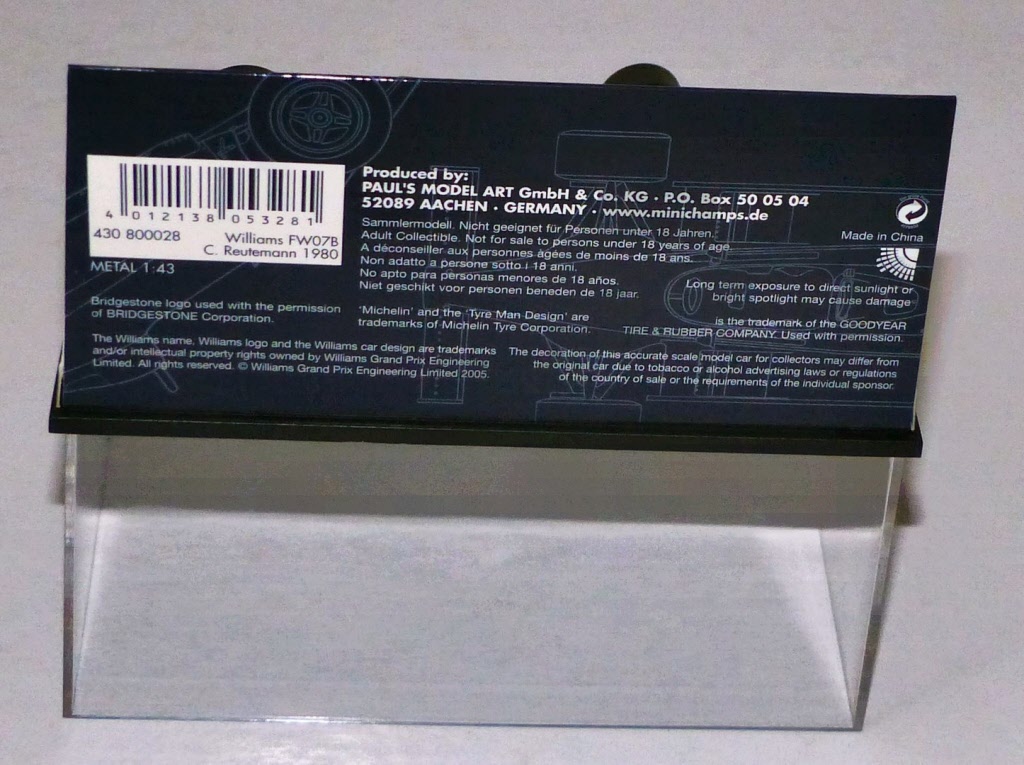 4 012138 053281
430 800028
Williams FW07B
C. Reutemann 1980
METAL 1:43
Bridgestone logo used with the permission
of BRIDGESTONE Corporation.
The Williams name, Williams logo and the Williams car design are trademarks
and/or intellectual property rights owned by Williams Grand Prix Engineering
Limited. All rights reserved. © Williams Grand Prix Engineering Limited 2005.
Produced by:
PAUL'S MODEL ART GmbH & Co. KG · P.O. Box 50 05 04
52089 AACHEN · GERMANY · www.minichamps.de
Sammlermodell. Nicht geeignet für Personen unter 18 Jahren.
Adult Collectible. Not for sale to persons under 18 years of age.
A déconseiller aux personnes âgées de moins de 18 ans.
Non adatto a persone sotto i 18 anni.
No apto para personas menores de 18 años.
Niet geschikt voor personen beneden de 18 jaar.
'Michelin' and the 'Tyre Man Design' are
trademarks of Michelin Tyre Corporation.
Made in China
Long term exposure to direct sunlight or
bright spotlight may cause damage
is the trademark of the GOODYEAR
TIRE & RUBBER COMPANY. Used with permission.
The decoration of this accurate scale model car for collectors may differ from
the original car due to tobacco or alcohol advertising laws or regulations
of the country of sale or the requirements of the individual sponsor.